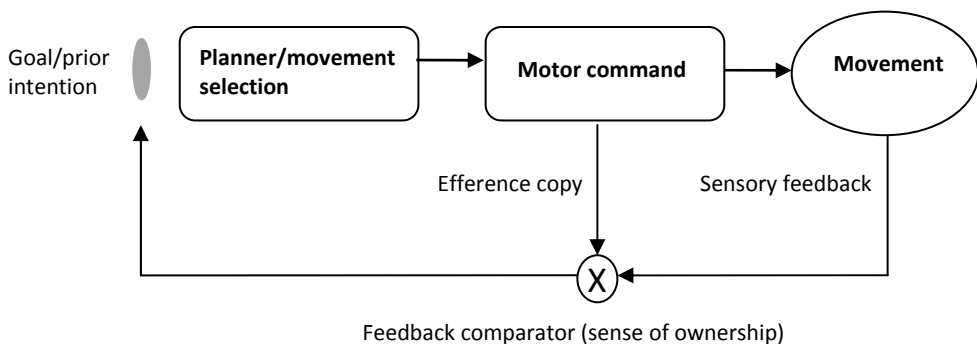 Goal/prior
intention
Planner/movement
selection
Motor command
Movement
Efference copy
Sensory feedback
X
Feedback comparator (sense of ownership)